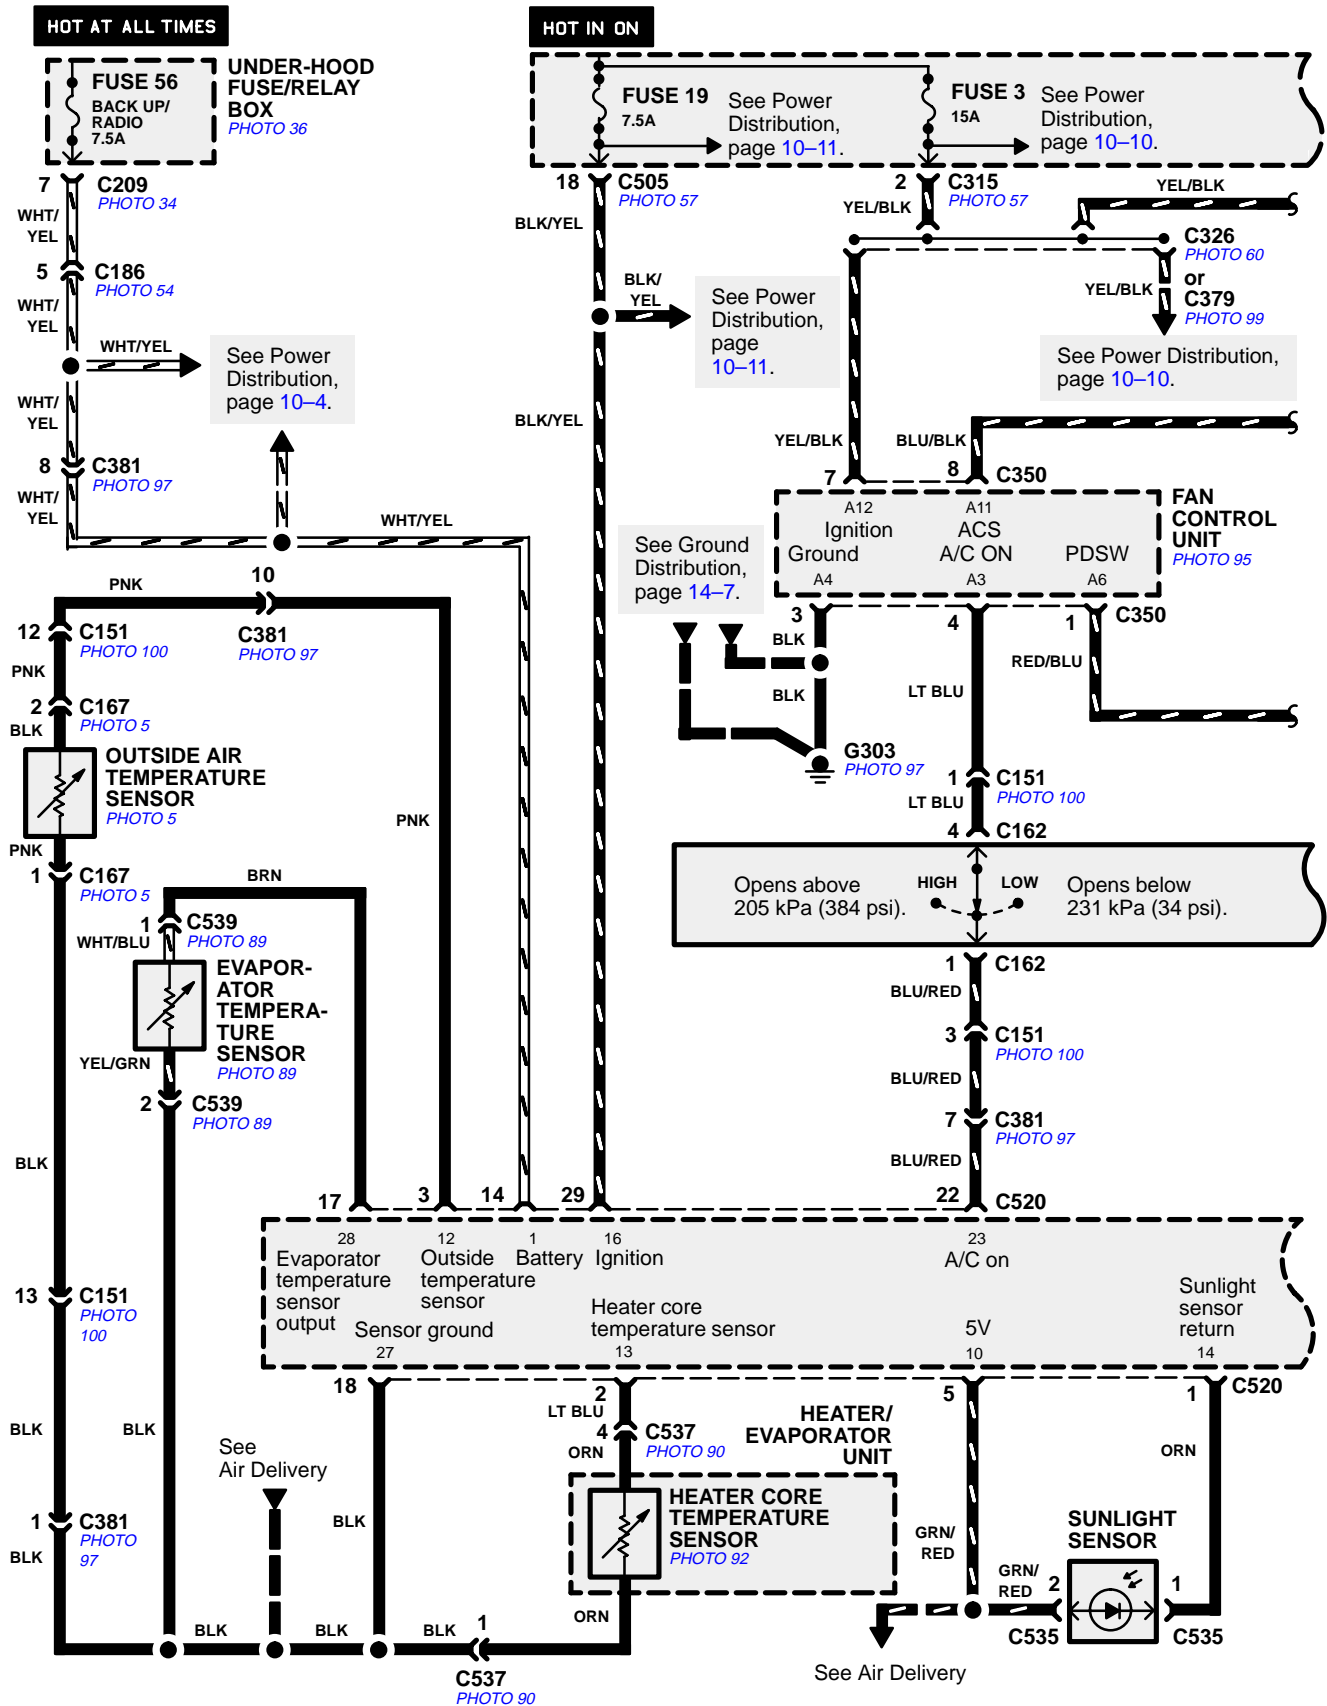 HOT AT ALL TIMES
HOT IN ON
FUSE 56
BACK UP/
RADIO
7.5A
UNDER-HOOD
FUSE/RELAY
BOX
PHOTO 36
FUSE 19
7.5A
See Power
Distribution,
page 10–11.
FUSE 3
15A
See Power
Distribution,
page 10–10.
7
C209
PHOTO 34
18
C505
PHOTO 57
2
C315
PHOTO 57
YEL/BLK
WHT/
YEL
BLK/YEL
YEL/BLK
C326
PHOTO 60
or
C379
PHOTO 99
5
C186
PHOTO 54
BLK/
YEL
See Power
Distribution,
page
10–11.
YEL/BLK
WHT/
YEL
WHT/YEL
See Power
Distribution,
page 10–4.
See Power Distribution,
page 10–10.
WHT/
YEL
BLK/YEL
YEL/BLK
BLU/BLK
8
C381
PHOTO 97
7
8
C350
WHT/
YEL
WHT/YEL
A12
Ignition
A11
ACS
A/C ON
Ground
PDSW
A4
A3
A6
FAN
CONTROL
UNIT
PHOTO 95
See Ground
Distribution,
page 14–7.
PNK
10
C381
PHOTO 97
3
4
1
C350
12
C151
PHOTO 100
BLK
RED/BLU
PNK
BLK
LT BLU
2
C167
PHOTO 5
BLK
G303
PHOTO 97
OUTSIDE AIR
TEMPERATURE
SENSOR
PHOTO 5
1
C151
PHOTO 100
LT BLU
PNK
4
C162
PNK
1
C167
PHOTO 5
BRN
Opens above
205 kPa (384 psi).
HIGH
LOW
Opens below
231 kPa (34 psi).
1
C539
PHOTO 89
WHT/BLU
1
C162
EVAPOR-
ATOR
TEMPERA-
TURE
SENSOR
PHOTO 89
BLU/RED
3
C151
PHOTO 100
YEL/GRN
BLU/RED
2
C539
PHOTO 89
7
C381
PHOTO 97
BLK
BLU/RED
17
3
14
29
22
C520
28
Evaporator
temperature
sensor
output
12
Outside
temperature
sensor
1
Battery
16
Ignition
23
A/C on
13
C151
PHOTO
100
Sensor ground
27
Heater core
temperature sensor
13
5V
10
Sunlight
sensor
return
14
18
2
5
1
C520
LT BLU
4
C537
PHOTO 90
HEATER/
EVAPORATOR
UNIT
BLK
BLK
See
Air Delivery
ORN
ORN
HEATER CORE
TEMPERATURE
SENSOR
PHOTO 92
1
C381
PHOTO
97
BLK
BLK
GRN/
RED
SUNLIGHT
SENSOR
GRN/
RED
2
1
C535
C535
BLK
BLK
BLK
1
C537
PHOTO 90
ORN
See Air Delivery